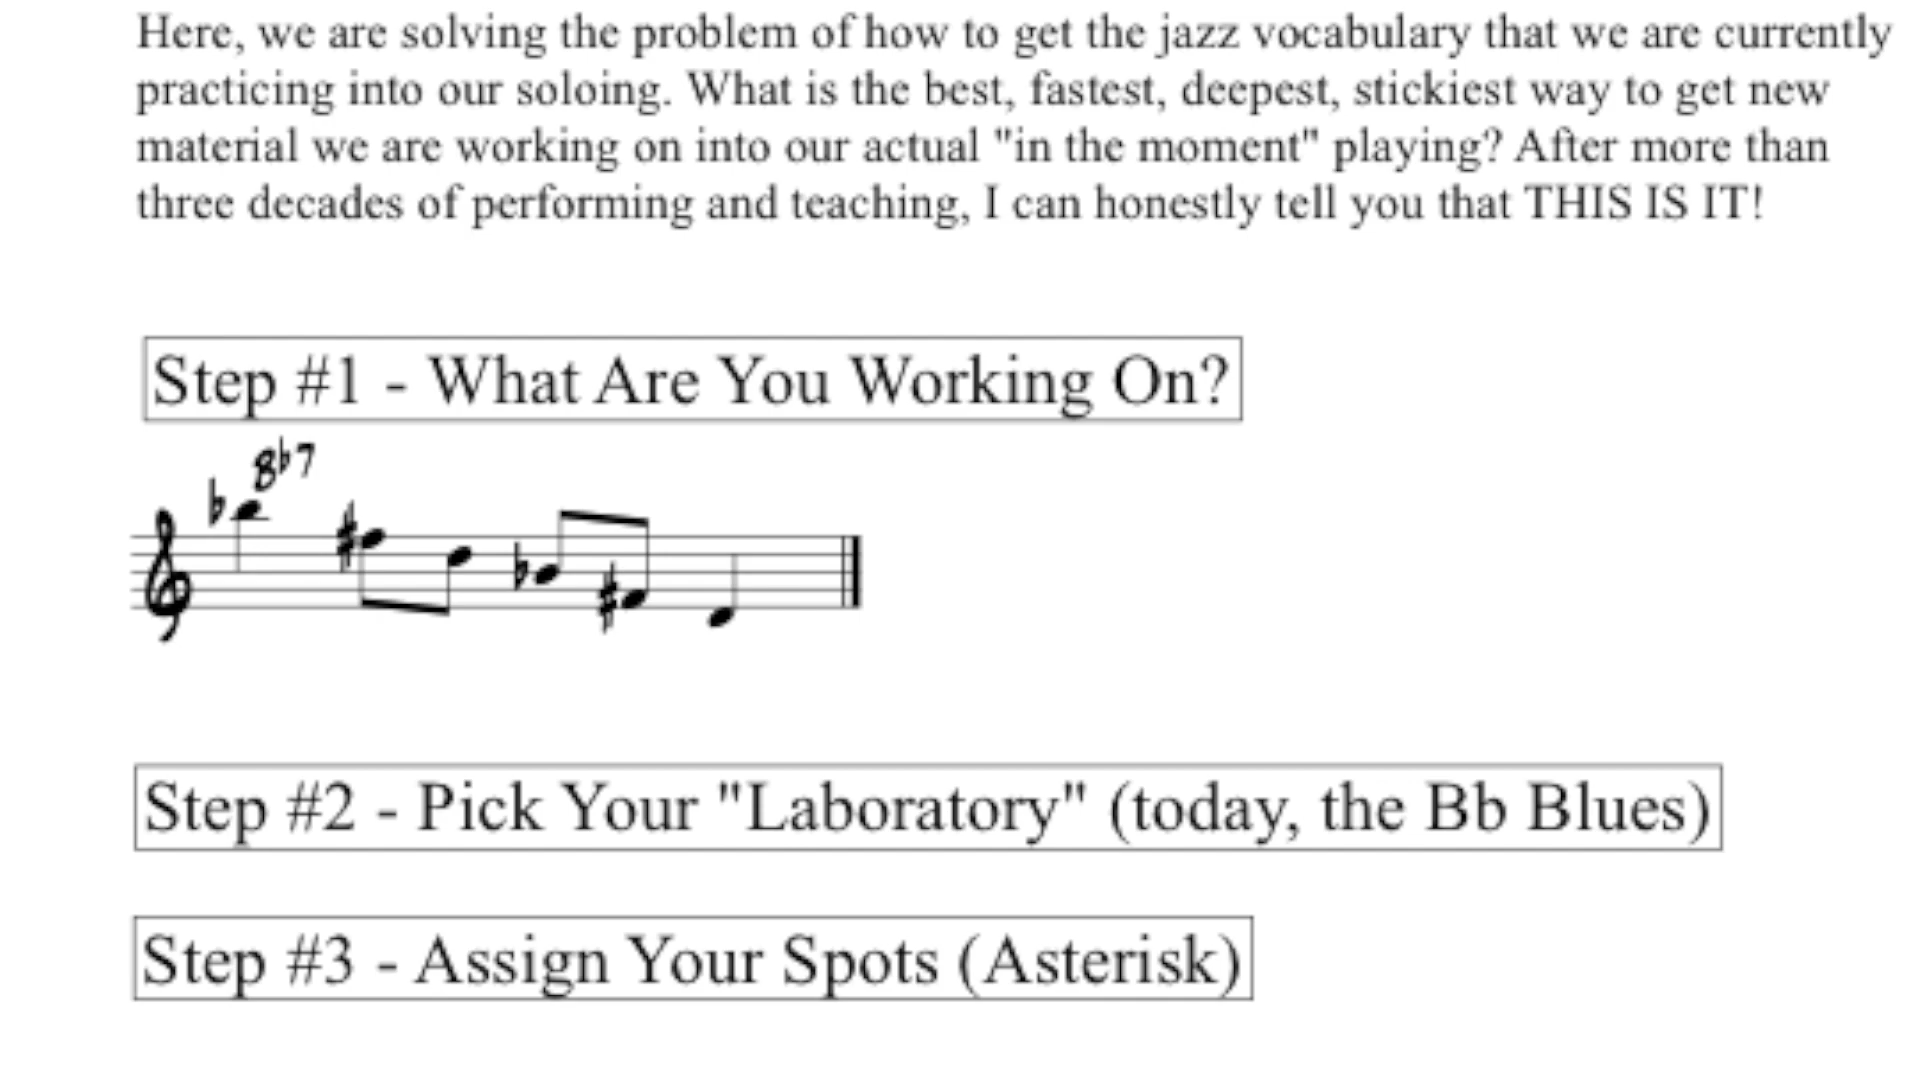 Here, we are solving the problem of how to get the jazz vocabulary that we are currently
practicing into our soloing. What is the best, fastest, deepest, stickiest way to get new
material we are working on into our actual "in the moment" playing? After more than
three decades of performing and teaching, I can honestly tell you that THIS IS IT!
Step #1 - What Are You Working On?
B♭7
Step #2 - Pick Your "Laboratory" (today, the Bb Blues)
Step #3 - Assign Your Spots (Asterisk)